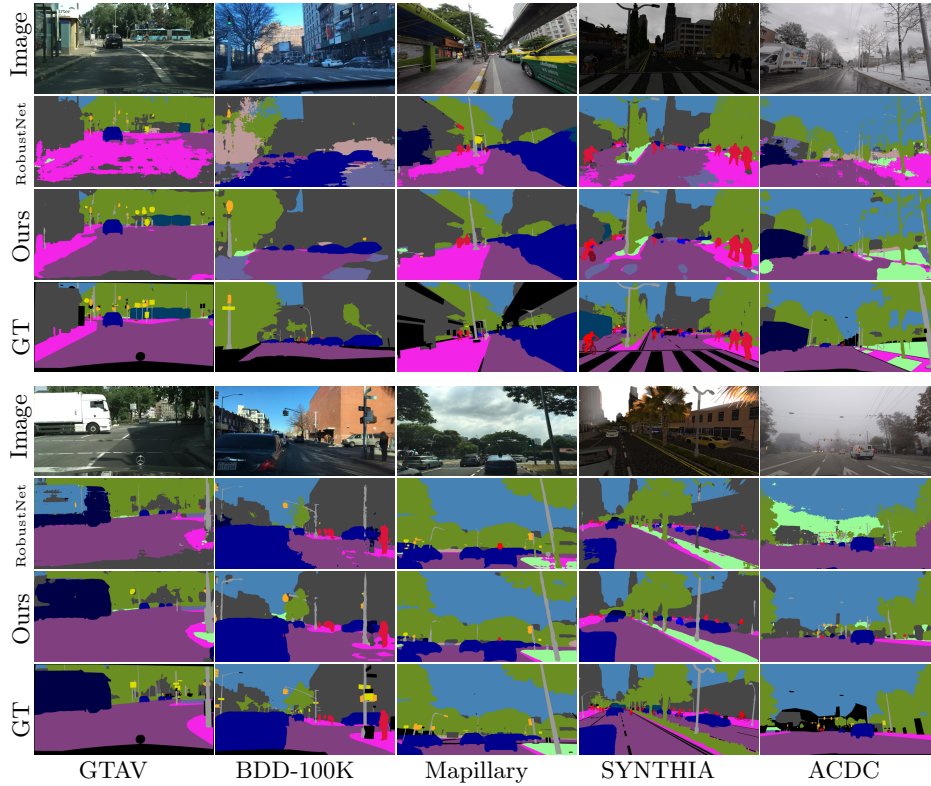 Image
RobustNet
Ours
GT
Image
RobustNet
Ours
GT
GTAV BDD-100K Mapillary SYNTHIA ACDC